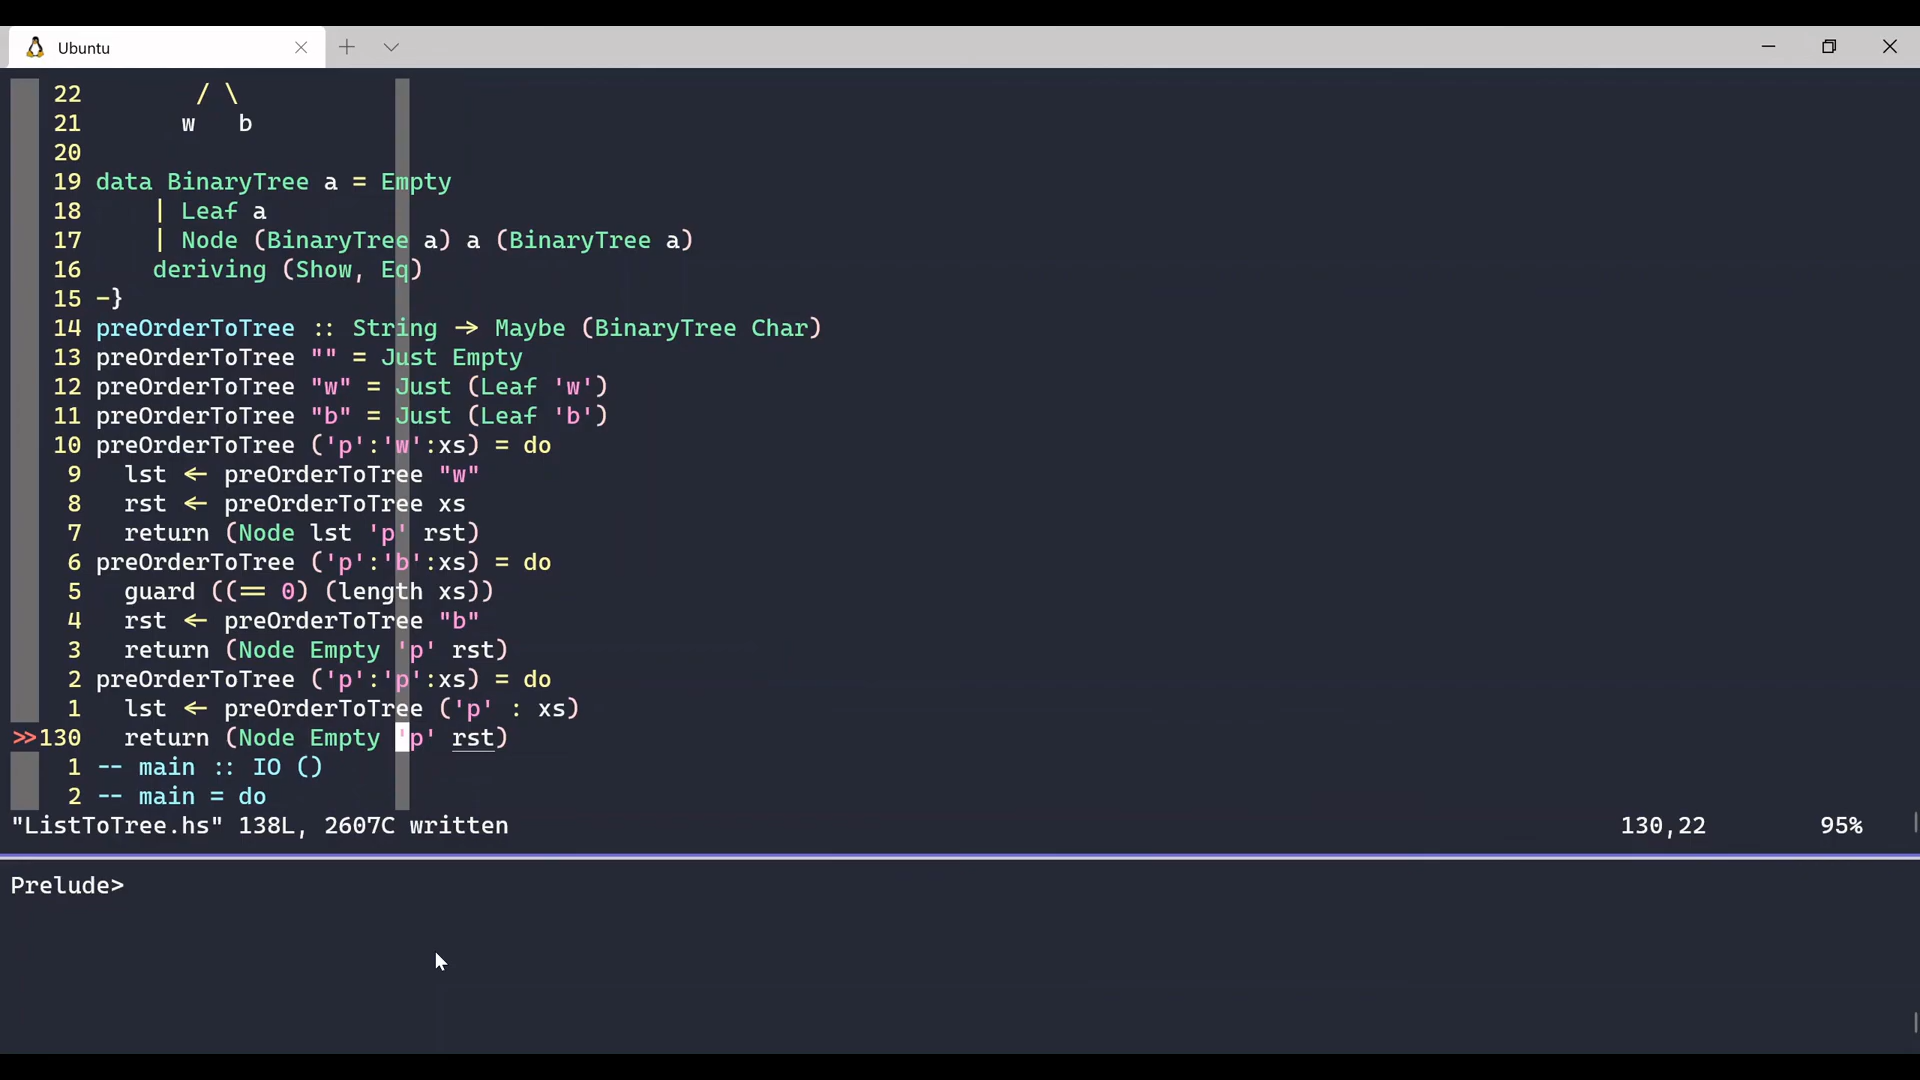 Ubuntu
22 / \
21 w b
20
19 data BinaryTree a = Empty
18 | Leaf a
17 | Node (BinaryTree a) a (BinaryTree a)
16 deriving (Show, Eq)
15 -}
14 preOrderToTree :: String -> Maybe (BinaryTree Char)
13 preOrderToTree "" = Just Empty
12 preOrderToTree "w" = Just (Leaf 'w')
11 preOrderToTree "b" = Just (Leaf 'b')
10 preOrderToTree ('p':'w':xs) = do
9 lst <- preOrderToTree "w"
8 rst <- preOrderToTree xs
7 return (Node lst 'p' rst)
6 preOrderToTree ('p':'b':xs) = do
5 guard ((== 0) (length xs))
4 rst <- preOrderToTree "b"
3 return (Node Empty 'p' rst)
2 preOrderToTree ('p':'p':xs) = do
1 lst <- preOrderToTree ('p' : xs)
>>130 return (Node Empty 'p' rst)
1 -- main :: IO ()
2 -- main = do
"ListToTree.hs" 138L, 2607C written 130,22 95%
Prelude>